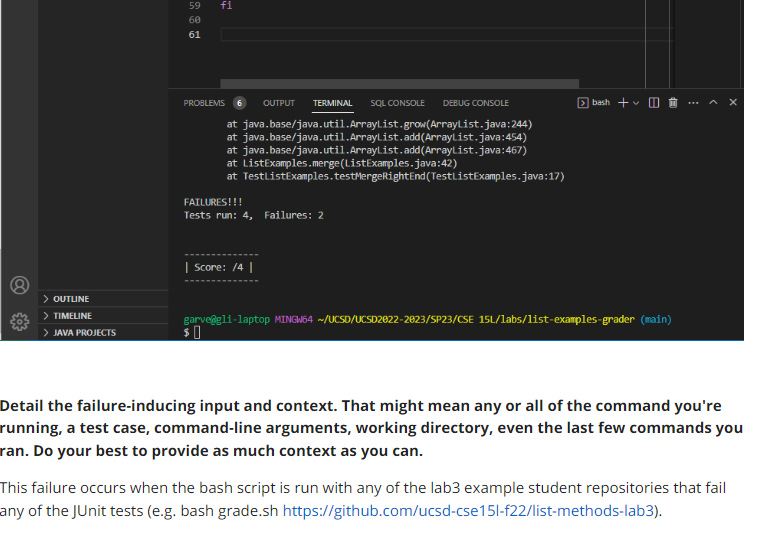 59 fi
60
61
PROBLEMS 6 OUTPUT TERMINAL SQL CONSOLE DEBUG CONSOLE bash
at java.base/java.util.ArrayList.grow(ArrayList.java:244)
at java.base/java.util.ArrayList.add(ArrayList.java:454)
at java.base/java.util.ArrayList.add(ArrayList.java:467)
at ListExamples.merge(ListExamples.java:42)
at TestListExamples.testMergeRightEnd(TestListExamples.java:17)
FAILURES!!!
Tests run: 4,  Failures: 2
--------------
| Score: /4 |
--------------
OUTLINE
TIMELINE
JAVA PROJECTS
garve@gli-laptop MINGW64 ~/UCSD/UCSD2022-2023/SP23/CSE 15L/labs/list-examples-grader (main)
$
Detail the failure-inducing input and context. That might mean any or all of the command you're
running, a test case, command-line arguments, working directory, even the last few commands you
ran. Do your best to provide as much context as you can.
This failure occurs when the bash script is run with any of the lab3 example student repositories that fail
any of the JUnit tests (e.g. bash grade.sh https://github.com/ucsd-cse15l-f22/list-methods-lab3).